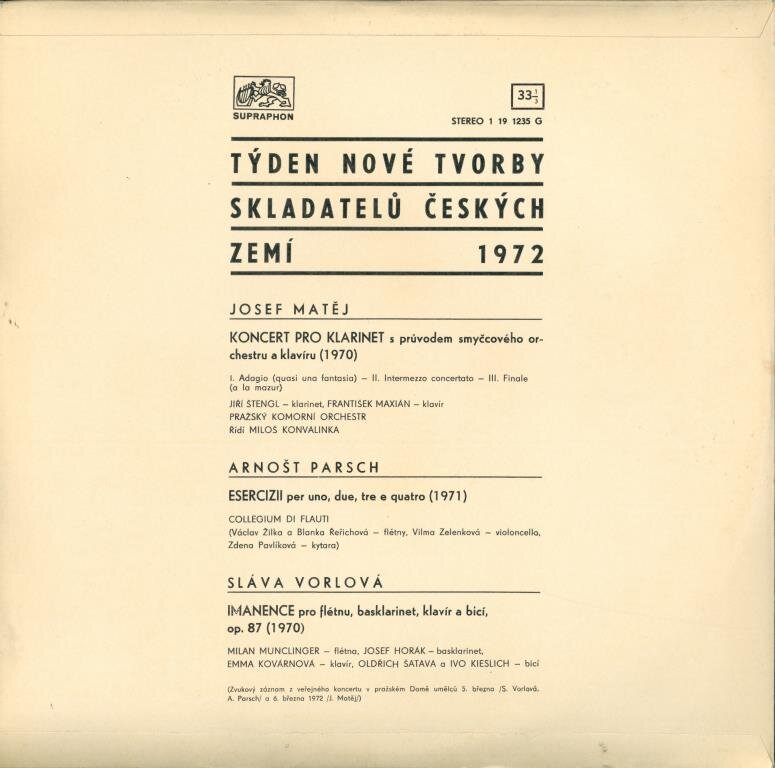 SUPRAPHON
33 1/3
STEREO 1 19 1235 G
TÝDEN NOVÉ TVORBY
SKLADATELŮ ČESKÝCH
ZEMÍ 1972
JOSEF MATĚJ
KONCERT PRO KLARINET s průvodem smyčcového or-
chestru a klavíru (1970)
I. Adagio (quasi una fantasia) – II. Intermezzo concertato – III. Finale
(a la mazur)
JIŘÍ ŠTENGL – klarinet, FRANTIŠEK MAXIÁN – klavír
PRAŽSKÝ KOMORNÍ ORCHESTR
Řídí MILOŠ KONVALINKA
ARNOŠT PARSCH
ESERCIZII per uno, due, tre e quatro (1971)
COLLEGIUM DI FLAUTI
(Václav Žilka a Blanka Řeřichová – flétny, Vilma Zelenková – violoncello,
Zdena Pavlíková – kytara)
SLÁVA VORLOVÁ
IMANENCE pro flétnu, basklarinet, klavír a bicí,
op. 87 (1970)
MILAN MUNCLINGER – flétna, JOSEF HORÁK – basklarinet,
EMMA KOVÁRNOVÁ – klavír, OLDŘICH ŠATAVA a IVO KIESLICH – bicí
(Zvukový záznam z veřejného koncertu v pražském Domě umělců 5. března /S. Vorlová,
A. Parsch/ a 6. března 1972 /J. Matěj/)